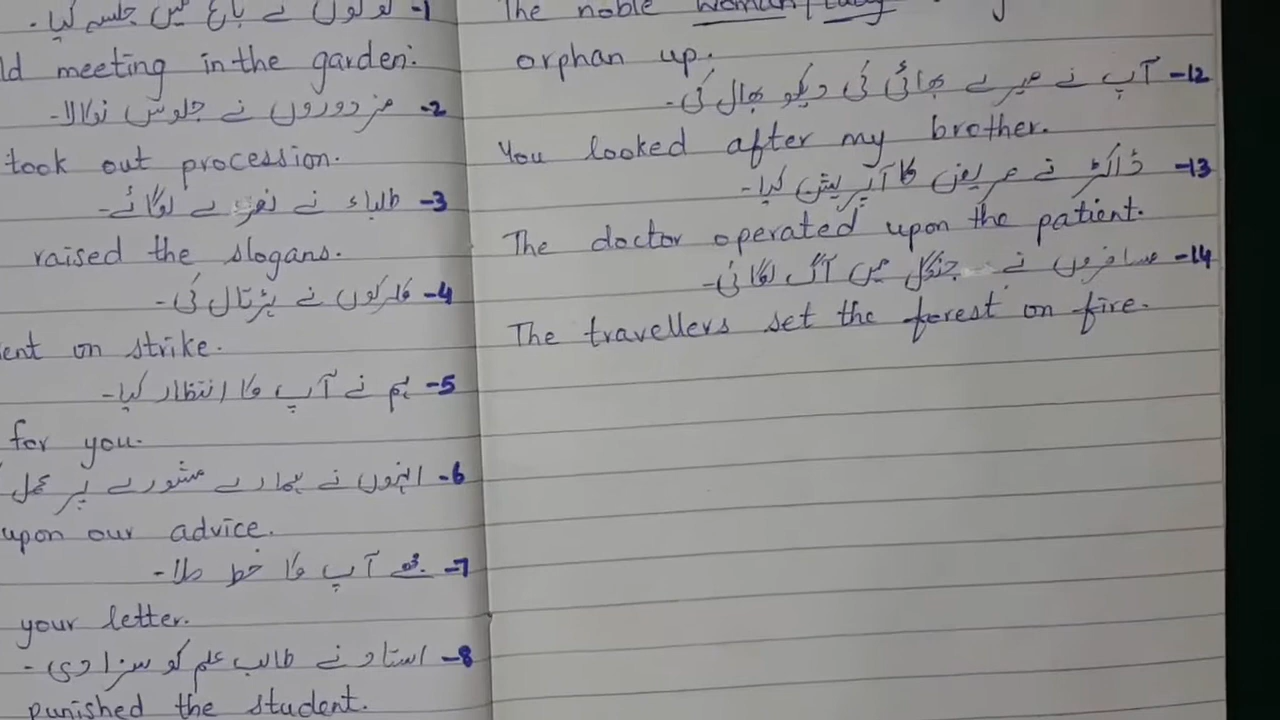 1- لوگوں نے باغ میں جلسہ کیا۔
ld meeting in the garden.
2- مزدوروں نے جلوس نکالا۔
took out procession.
3- طلباء نے نعرے لگائے۔
raised the slogans.
4- کلرکوں نے ہڑتال کی۔
ent on strike.
5- ہم نے آپ کا انتظار کیا۔
for you.
6- انہوں نے ہمارے مشورے پر عمل
upon our advice.
7- مجھے آپ کا خط ملا۔
your letter.
8- استاد نے طالب علم کو سزا دی۔
punished the student.
The noble woman/lady
orphan up.
12- آپ نے میرے بھائی کی دیکھ بھال کی۔
You looked after my brother.
13- ڈاکٹر نے مریض کا آپریشن کیا۔
The doctor operated upon the patient.
14- مسافروں نے جنگل میں آگ لگائی۔
The travellers set the forest on fire.